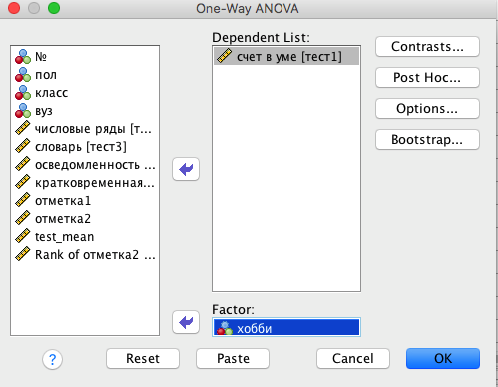 One-Way ANOVA
Dependent List:
№
пол
класс
вуз
числовые ряды [т...
словарь [тест3]
осведомленность ...
кратковременная...
отметка1
отметка2
test_mean
Rank of отметка2 ...
счет в уме [тест1]
Contrasts...
Post Hoc...
Options...
Bootstrap...
Factor:
хобби
?
Reset
Paste
Cancel
OK